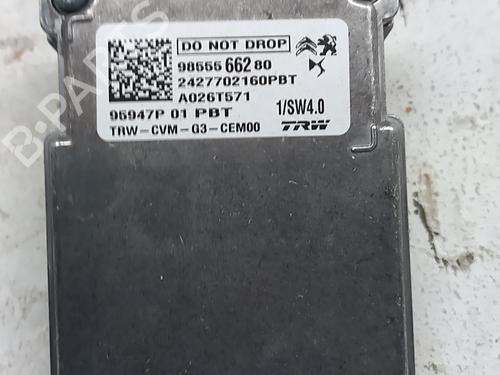 DO NOT DROP
98555 662 80
2427702160PBT
A026T571
95947P 01 PBT 1/SW4.0
TRW-CVM-G3-CEM00 TRW
B-PARTS